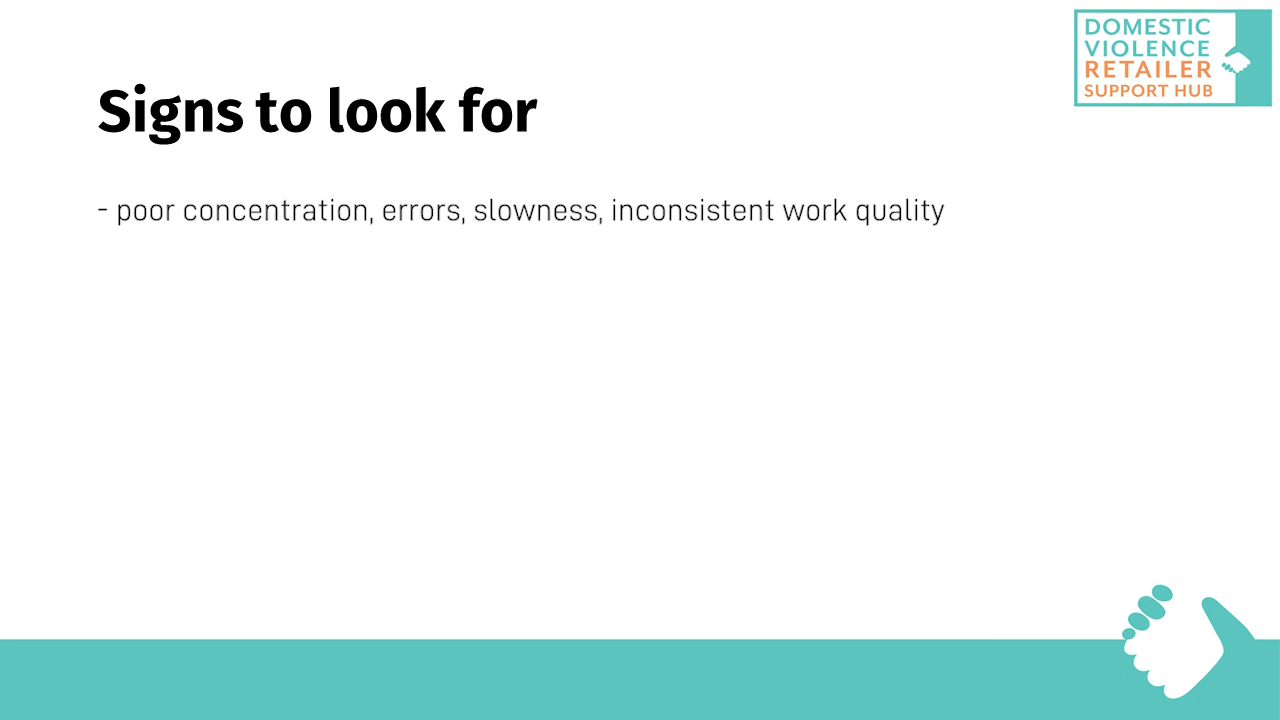 DOMESTIC
VIOLENCE
RETAILER
SUPPORT HUB
Signs to look for
- poor concentration, errors, slowness, inconsistent work quality